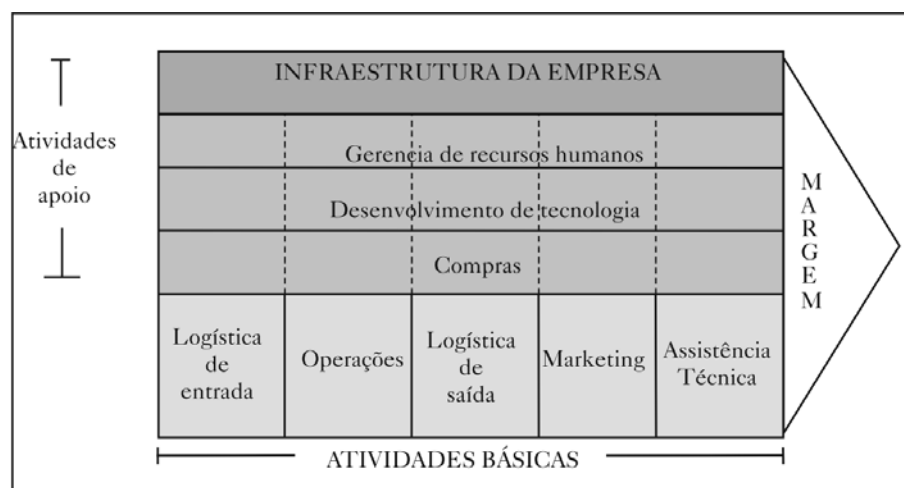 INFRAESTRUTURA DA EMPRESA
Atividades
de
apoio
Gerencia de recursos humanos
Desenvolvimento de tecnologia
Compras
Logística
de
entrada
Operações
Logística
de
saída
Marketing
Assistência
Técnica
MARGEM
ATIVIDADES BÁSICAS